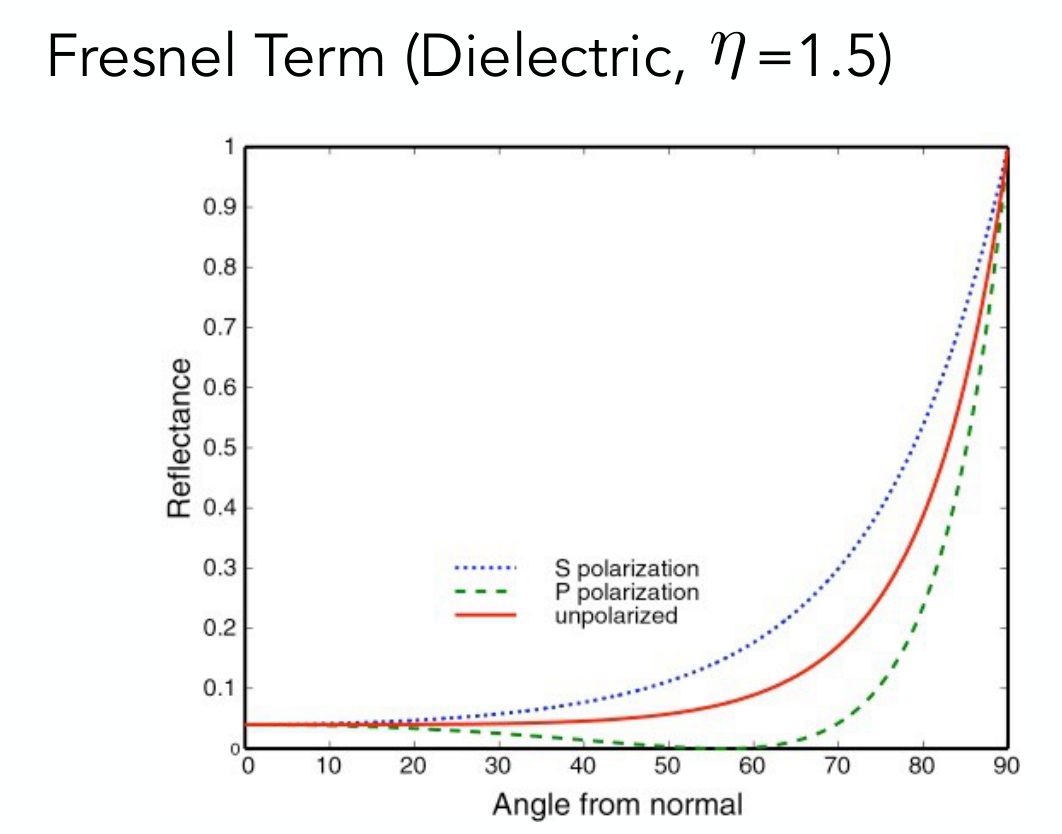 Fresnel Term (Dielectric, η=1.5)
1
0.9
0.8
0.7
0.6
0.5
0.4
0.3
0.2
0.1
0
Reflectance
S polarization
P polarization
unpolarized
0 10 20 30 40 50 60 70 80 90
Angle from normal